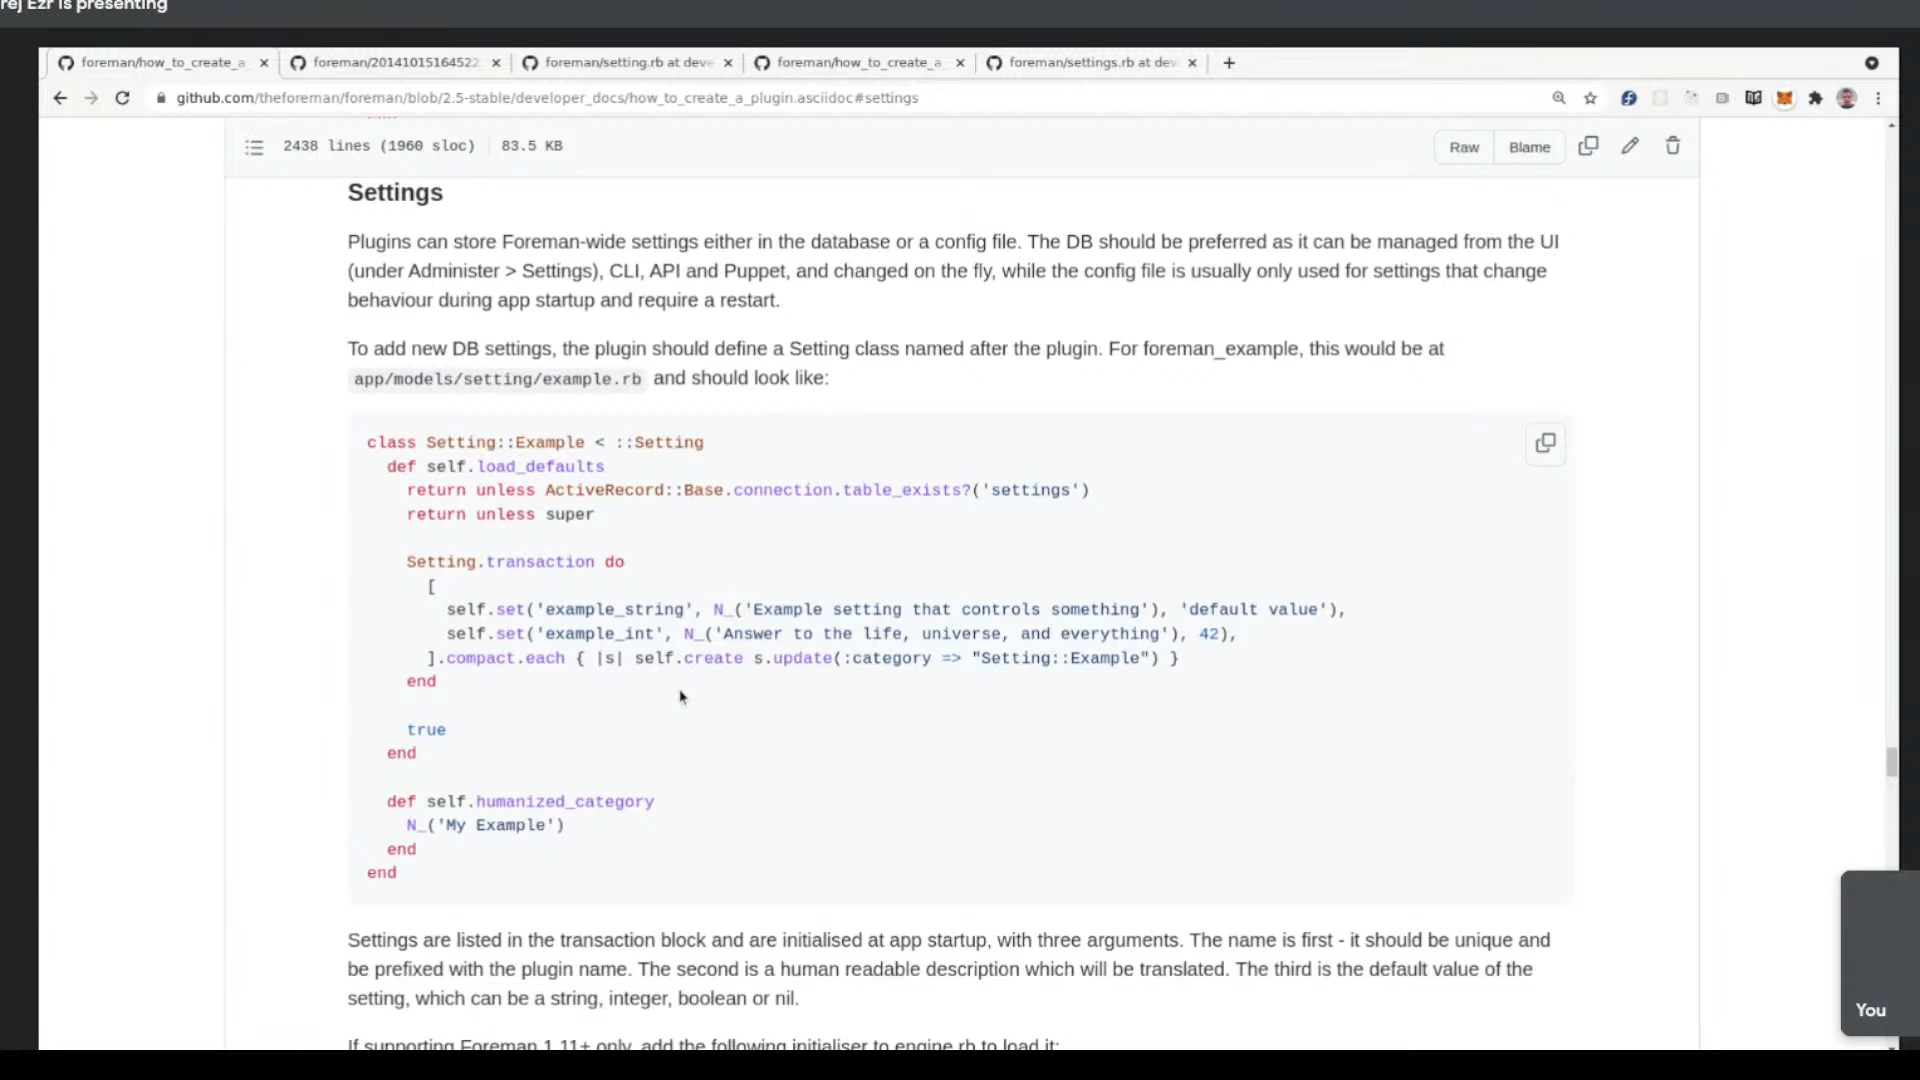 rej Ezr is presenting
foreman/how_to_create_a
foreman/20141015164522
foreman/setting.rb at deve
foreman/how_to_create_a
foreman/settings.rb at dev
github.com/theforeman/foreman/blob/2.5-stable/developer_docs/how_to_create_a_plugin.asciidoc#settings
2438 lines (1960 sloc) 83.5 KB
Raw Blame
Settings
Plugins can store Foreman-wide settings either in the database or a config file. The DB should be preferred as it can be managed from the UI
(under Administer > Settings), CLI, API and Puppet, and changed on the fly, while the config file is usually only used for settings that change
behaviour during app startup and require a restart.
To add new DB settings, the plugin should define a Setting class named after the plugin. For foreman_example, this would be at
app/models/setting/example.rb and should look like:
class Setting::Example < ::Setting
def self.load_defaults
return unless ActiveRecord::Base.connection.table_exists?('settings')
return unless super
Setting.transaction do
[
self.set('example_string', N_('Example setting that controls something'), 'default value'),
self.set('example_int', N_('Answer to the life, universe, and everything'), 42),
].compact.each { |s| self.create s.update(:category => "Setting::Example") }
end
true
end
def self.humanized_category
N_('My Example')
end
end
Settings are listed in the transaction block and are initialised at app startup, with three arguments. The name is first - it should be unique and
be prefixed with the plugin name. The second is a human readable description which will be translated. The third is the default value of the
setting, which can be a string, integer, boolean or nil.
If supporting Foreman 1.11+ only, add the following initialiser to engine.rb to load it:
You